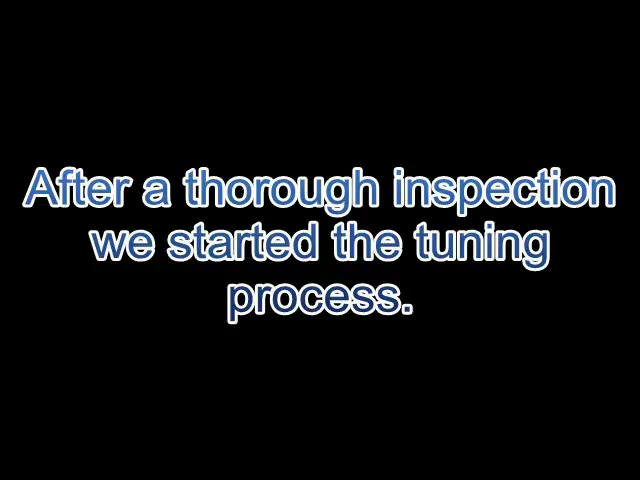 After a thorough inspection
we started the tuning
process.